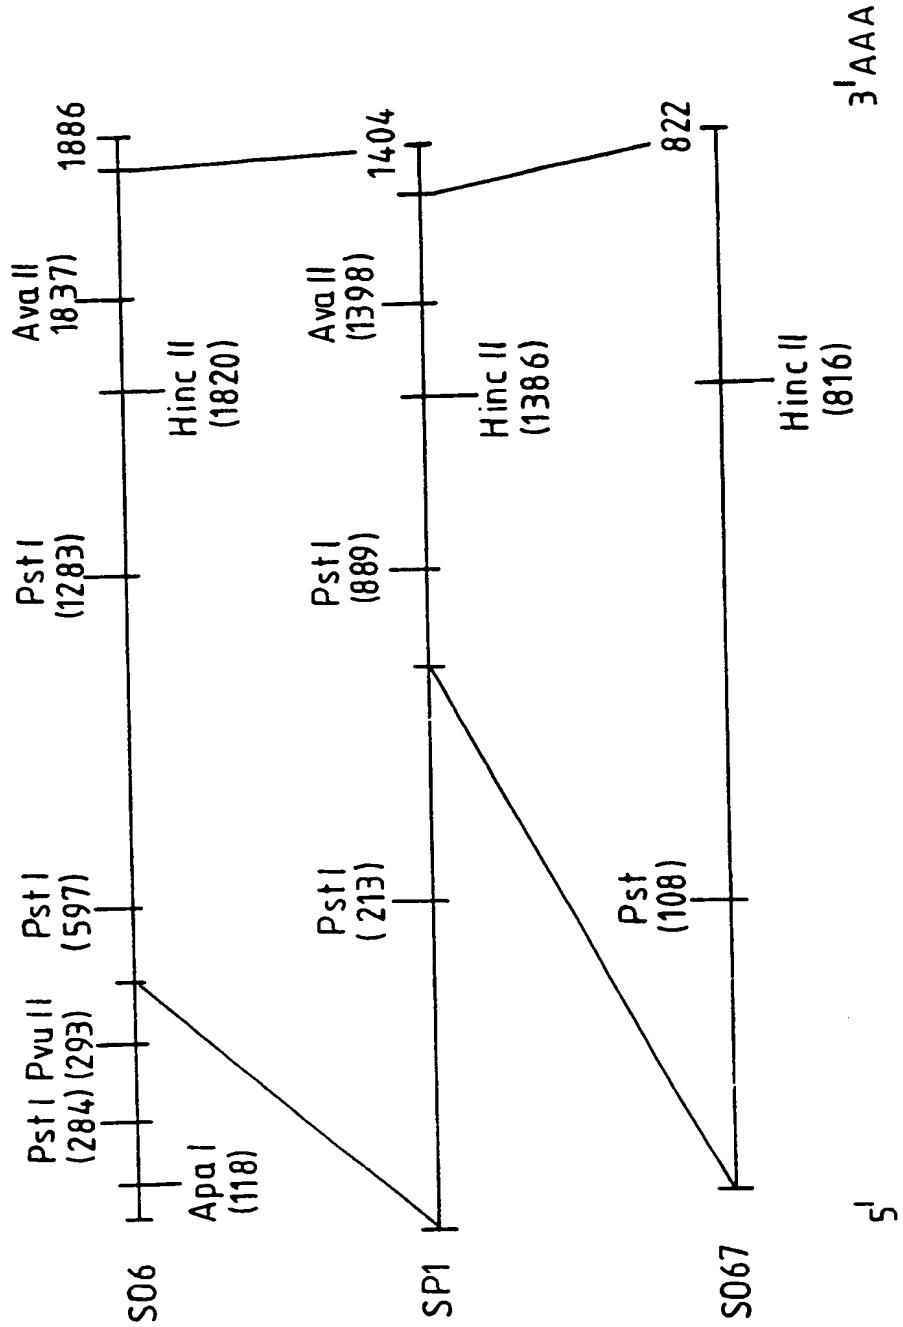 Pst I Pvu II
(284) (293)
Pst I
(597)
Pst I
(1283)
Ava II
1837)
1886
SO6
Apa I
(118)
Hinc II
(1820)
Pst I
(213)
Pst I
(889)
Ava II
(1398)
1404
SP1
Hinc II
(1386)
Pst
(108)
822
SO67
Hinc II
(816)
5'
3'AAA